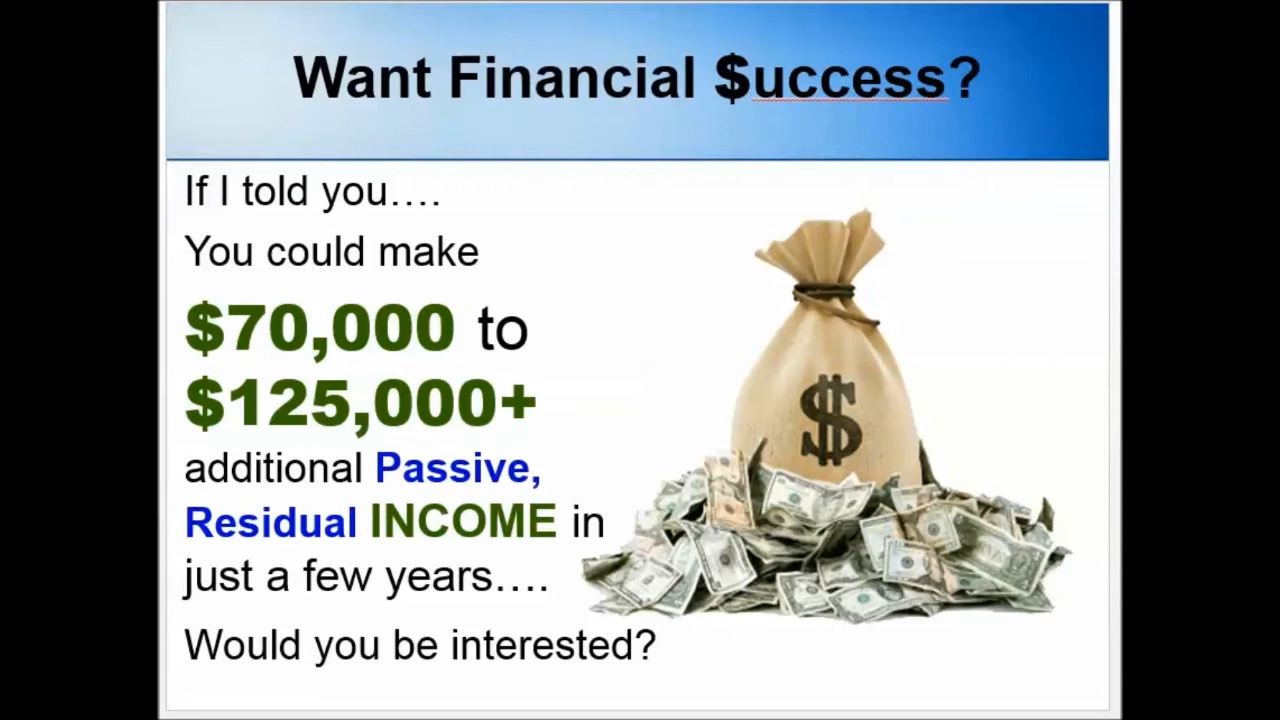 Want Financial $uccess?
If I told you….
You could make
$70,000 to
$125,000+
additional Passive,
Residual INCOME in
just a few years….
Would you be interested?
$